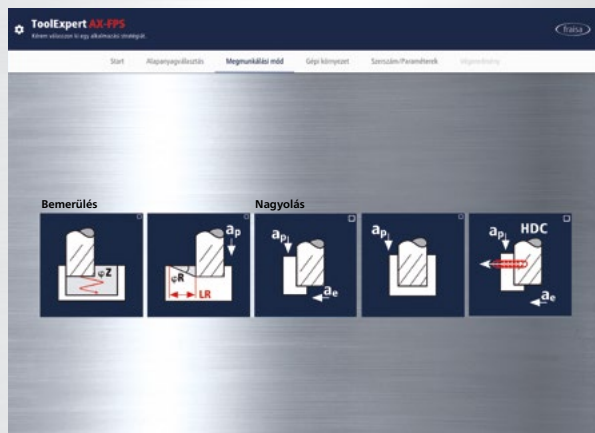 ToolExpert AX-FPS
Kérem válasszon ki egy alkalmazási stratégiát.
fraisa
Start Alapanyagválasztás Megmunkálási mód Gépi környezet Szerszám/Paraméterek Végeredmény
Bemerülés Nagyolás
φZ
ap
φR
LR
ap
ae
ap
HDC
ap
ae